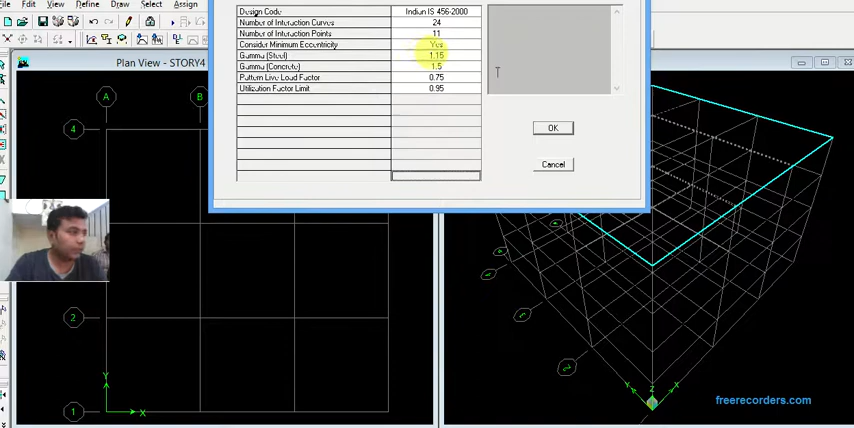 File Edit View Define Draw Select Assign
Design Code Indian IS 456-2000
Number of Interaction Curves 24
Number of Interaction Points 11
Consider Minimum Eccentricity Yes
Gamma (Steel) 1.15
Gamma (Concrete) 1.5
Pattern Live Load Factor 0.75
Utilization Factor Limit 0.95
OK
Cancel
Plan View - STORY4
A B
4
2
1
Y
X
Y Z X
freerecorders.com